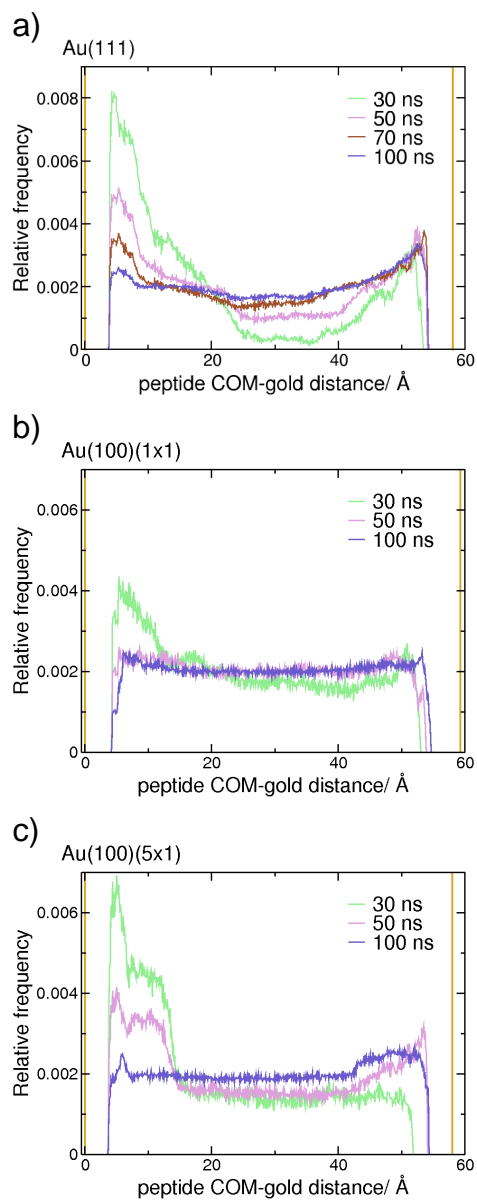 a)
Au(111)
Relative frequency
0.008
0.006
0.004
0.002
0
30 ns
50 ns
70 ns
100 ns
0 20 40 60
peptide COM-gold distance/ Å
b)
Au(100)(1x1)
Relative frequency
0.006
0.004
0.002
0
30 ns
50 ns
100 ns
0 20 40 60
peptide COM-gold distance/ Å
c)
Au(100)(5x1)
Relative frequency
0.006
0.004
0.002
0
30 ns
50 ns
100 ns
0 20 40 60
peptide COM-gold distance/ Å